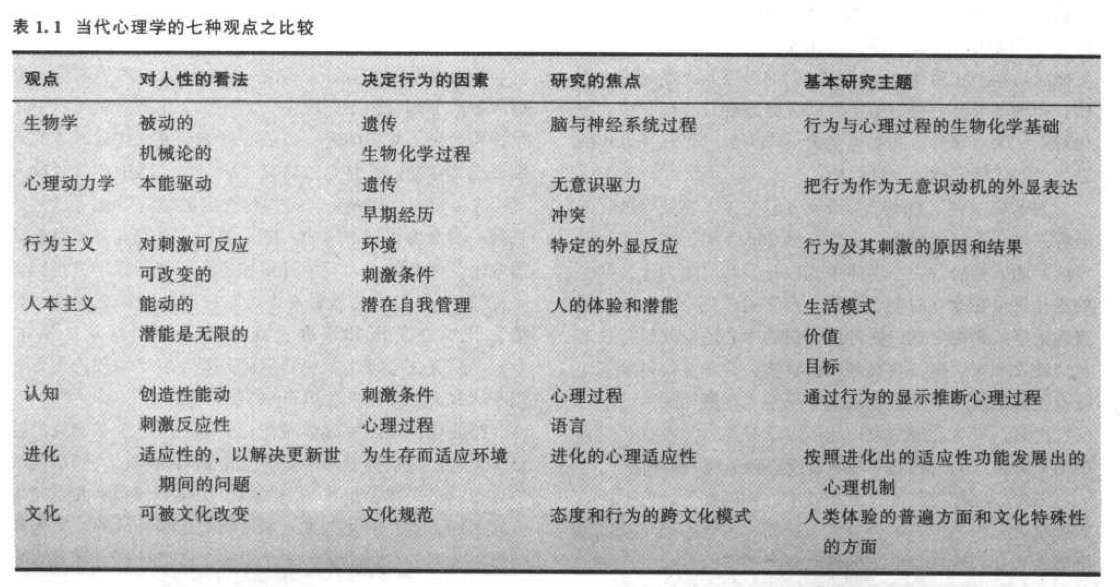 表 1.1 当代心理学的七种观点之比较
观点 对人性的看法 决定行为的因素 研究的焦点 基本研究主题
生物学 被动的 遗传 脑与神经系统过程 行为与心理过程的生物化学基础
机械论的 生物化学过程
心理动力学 本能驱动 遗传 无意识驱力 把行为作为无意识动机的外显表达
早期经历 冲突
行为主义 对刺激可反应 环境 特定的外显反应 行为及其刺激的原因和结果
可改变的 刺激条件
人本主义 能动的 潜在自我管理 人的体验和潜能 生活模式
潜能是无限的 价值
目标
认知 创造性能动 刺激条件 心理过程 通过行为的显示推断心理过程
刺激反应性 心理过程 语言
进化 适应性的，以解决更新世 为生存而适应环境 进化的心理适应性 按照进化出的适应性功能发展出的
期间的问题 心理机制
文化 可被文化改变 文化规范 态度和行为的跨文化模式 人类体验的普遍方面和文化特殊性
的方面